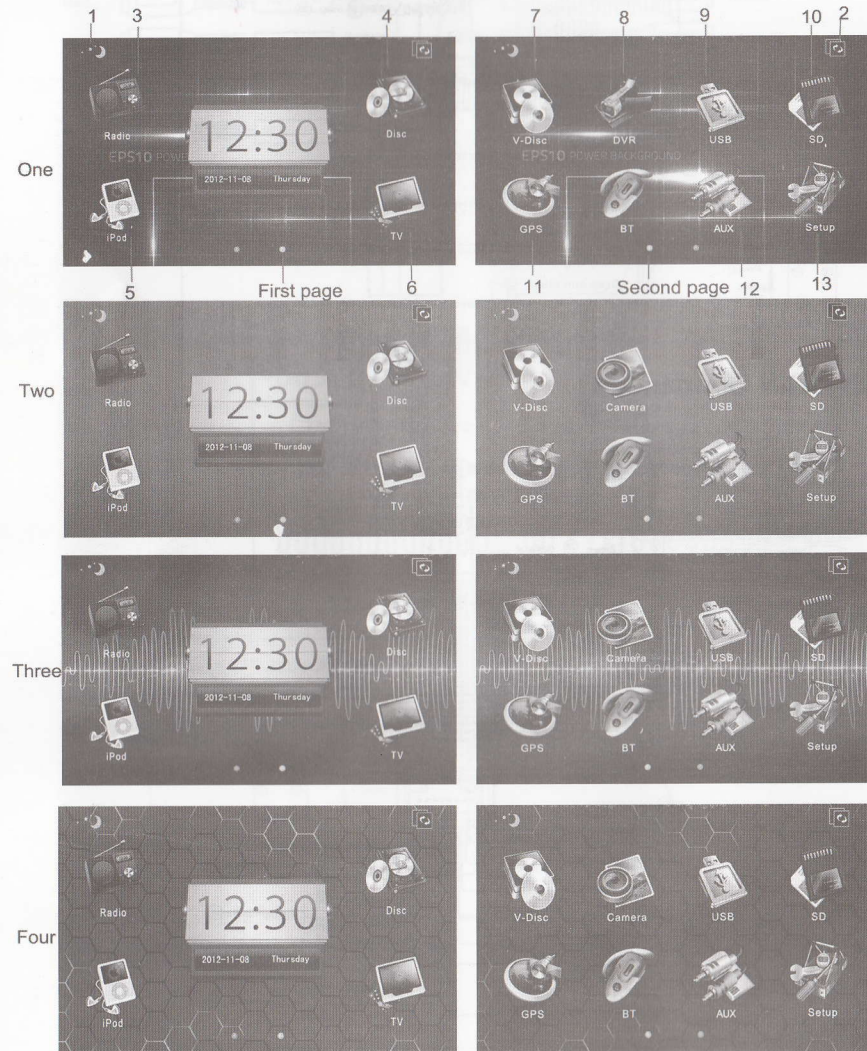 1 3 4 7 8 9 10 2
Radio Disc V-Disc DVR USB SD
12:30
EPS10 POWER EPS10 POWER BACKGROUND
One
2012-11-08 Thursday
iPod TV GPS BT AUX Setup
5 First page 6 11 Second page 12 13
Two
Radio Disc V-Disc Camera USB SD
12:30
2012-11-08 Thursday
iPod TV GPS BT AUX Setup
Three
Radio Disc V-Disc Camera USB SD
12:30
2012-11-08 Thursday
iPod TV GPS BT AUX Setup
Four
Radio Disc V-Disc Camera USB SD
12:30
2012-11-08 Thursday
iPod TV GPS BT AUX Setup